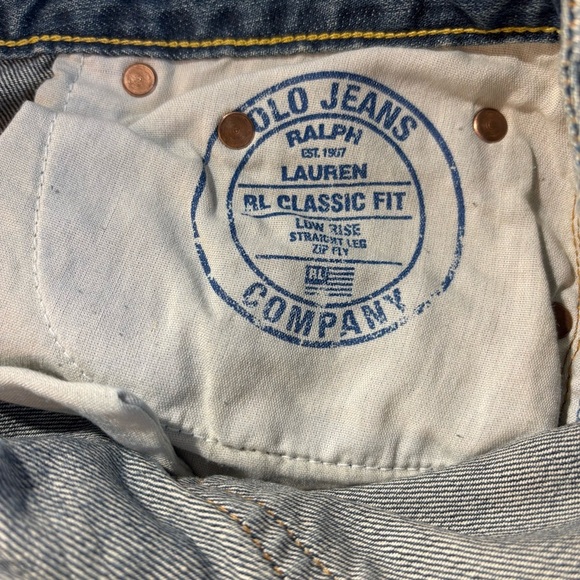 OLO JEANS
RALPH
EST. 1967
LAUREN
RL CLASSIC FIT
LOW RISE
STRAIGHT LEG
ZIP FLY
RL
COMPANY